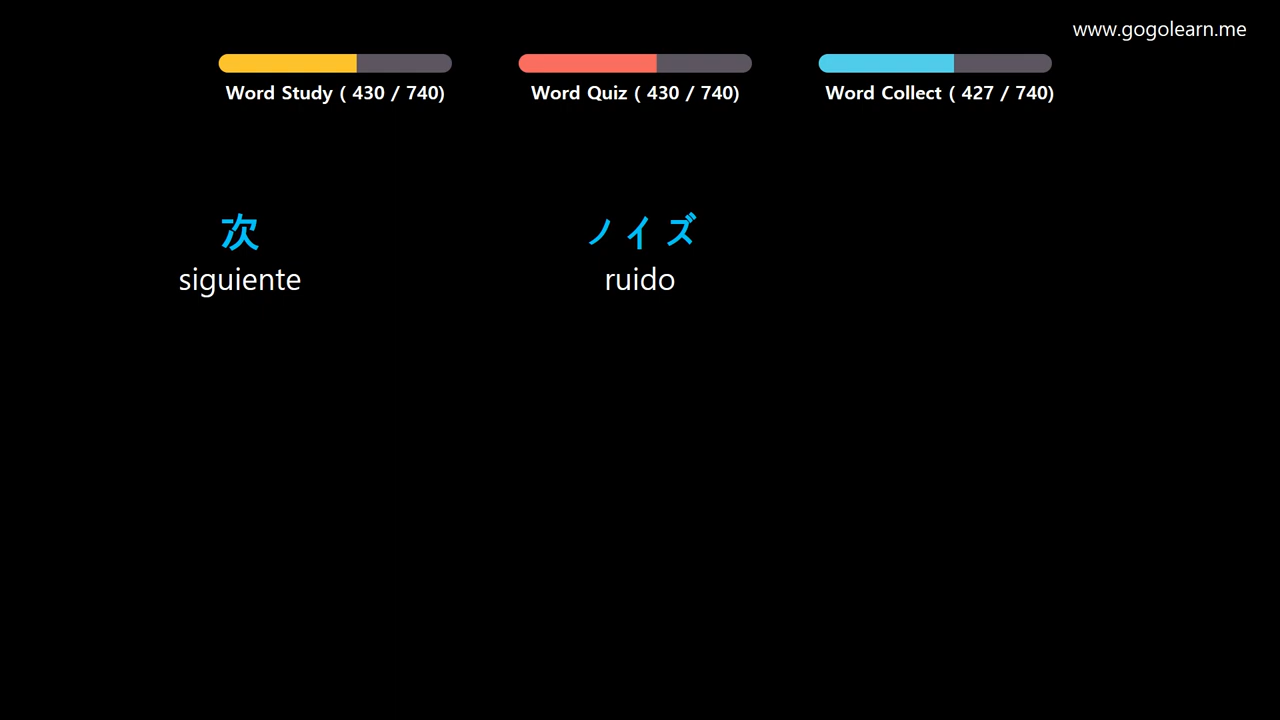 www.gogolearn.me
Word Study ( 430 / 740)
Word Quiz ( 430 / 740)
Word Collect ( 427 / 740)
次
siguiente
ノイズ
ruido